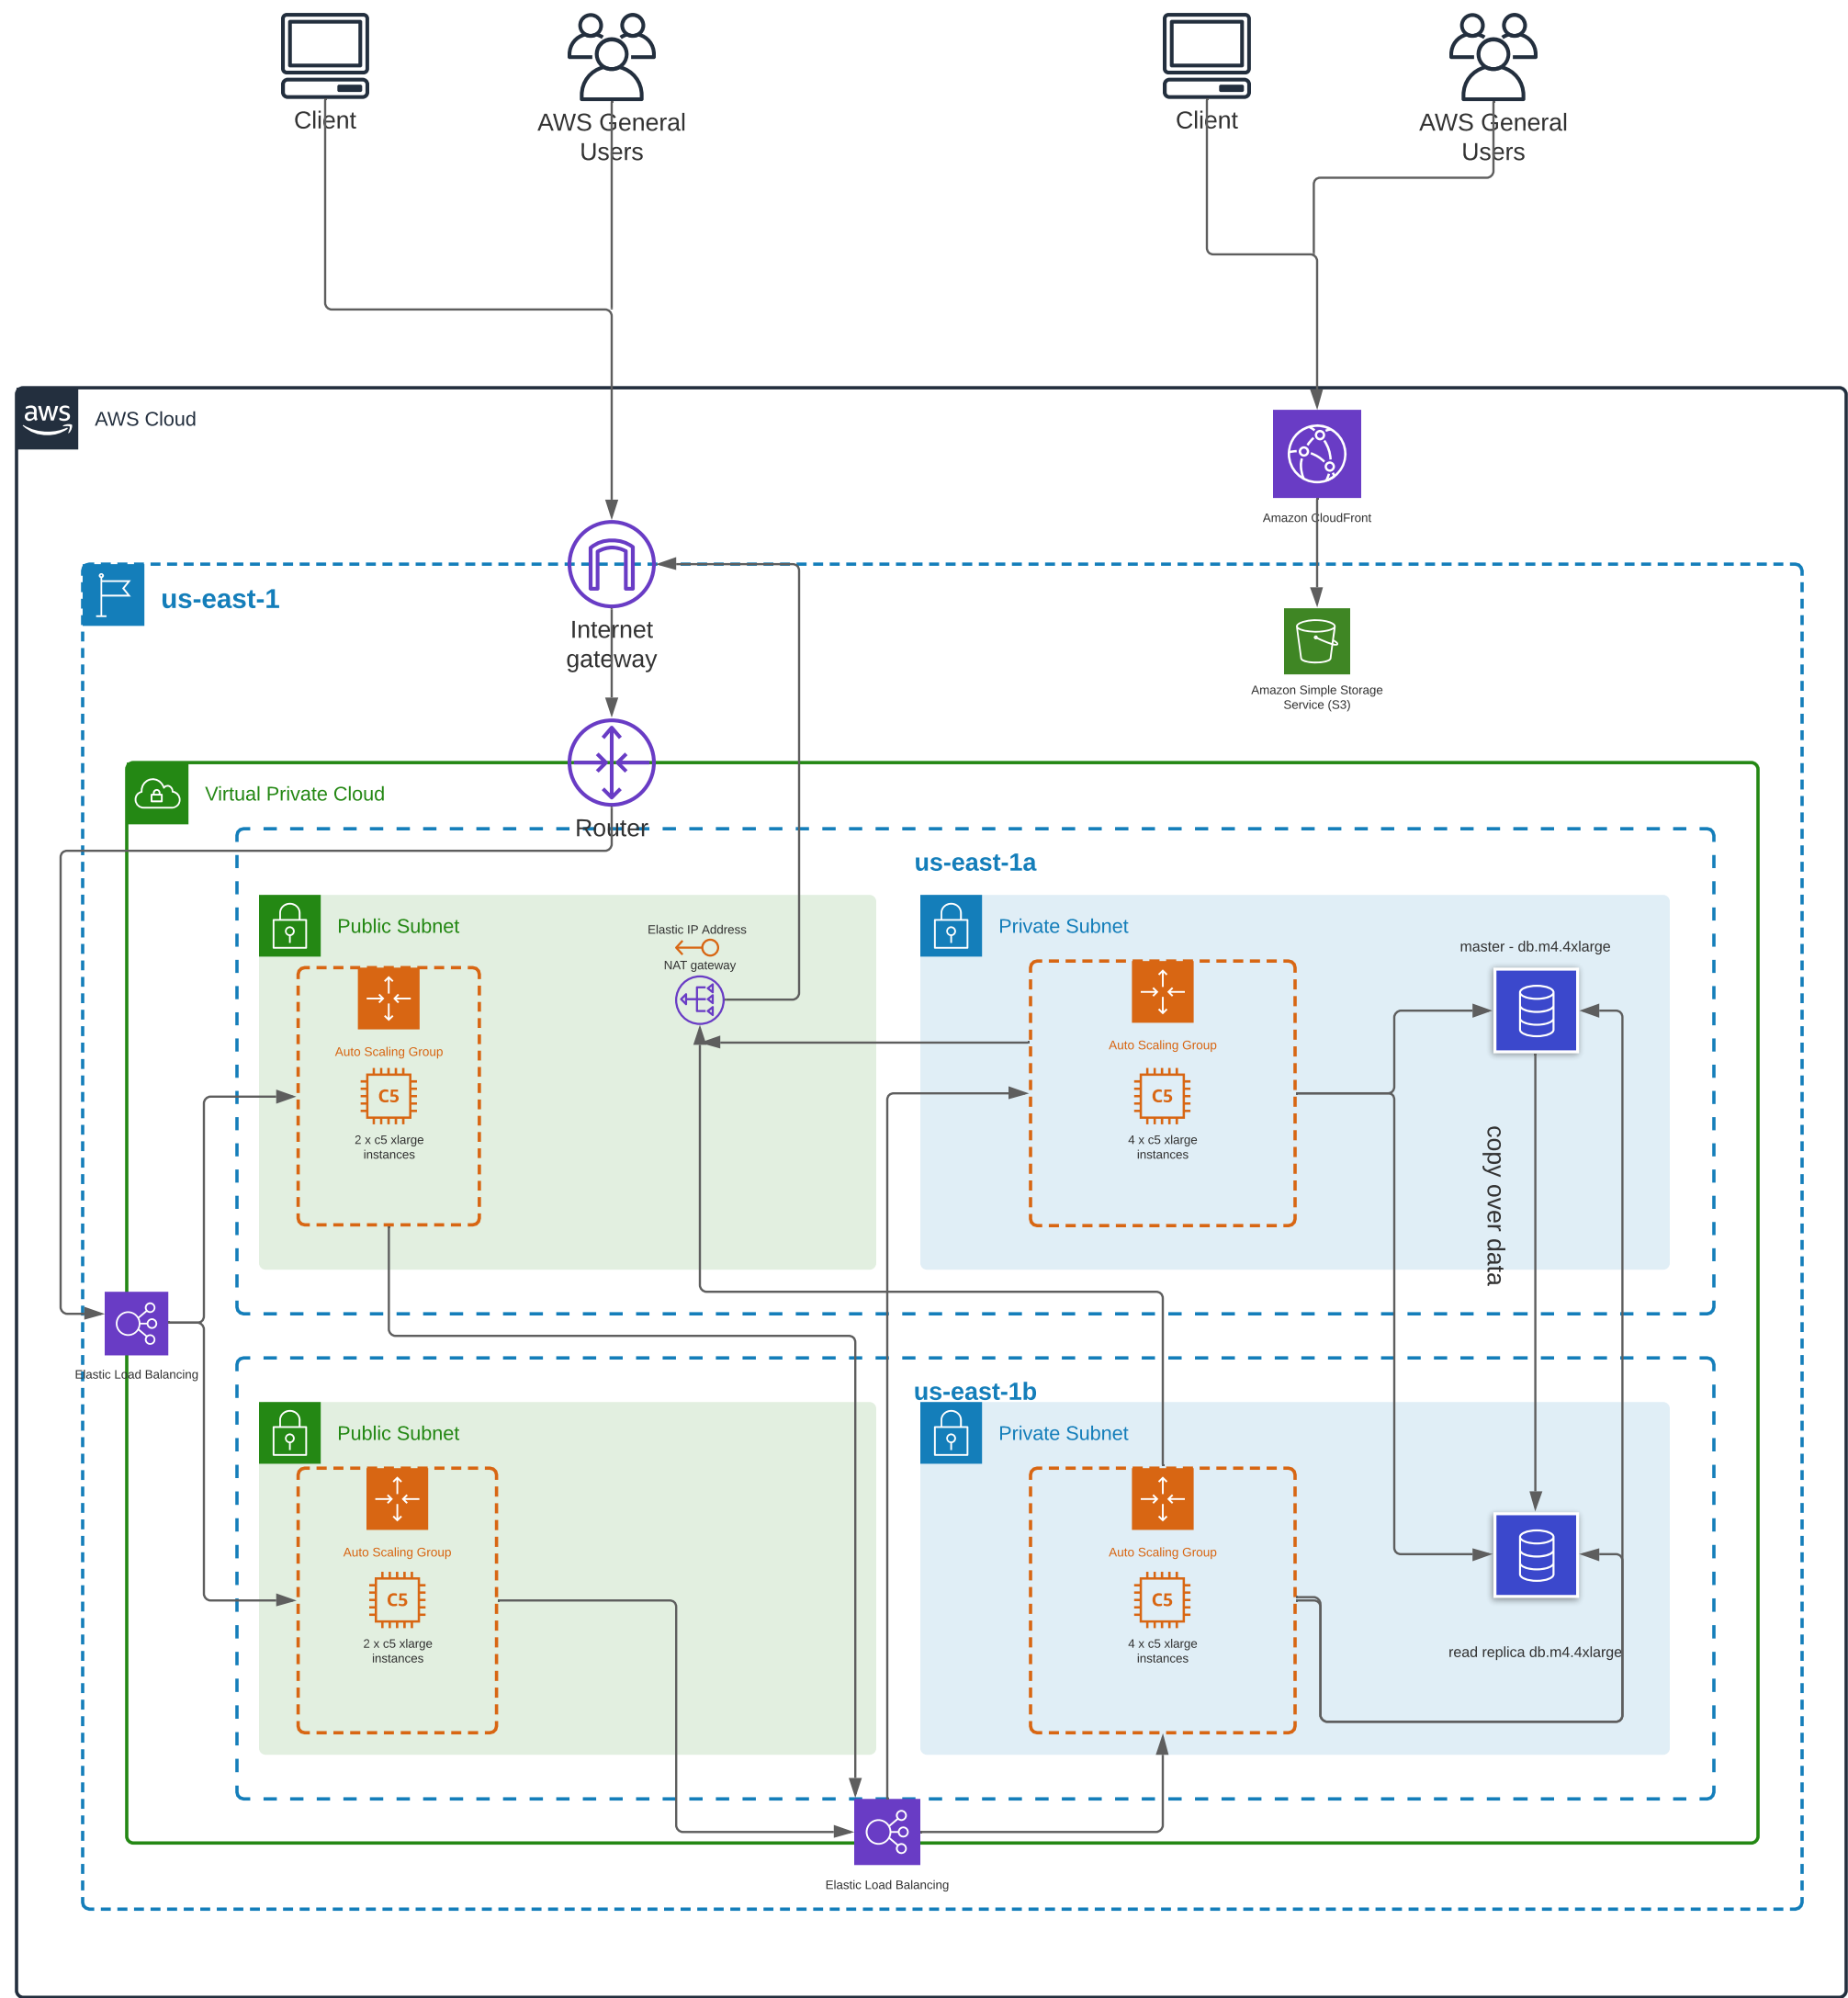 Client
AWS General
Users
Client
AWS General
Users
aws
AWS Cloud
Amazon CloudFront
us-east-1
Internet
gateway
Amazon Simple Storage
Service (S3)
Virtual Private Cloud
Router
us-east-1a
Public Subnet
Elastic IP Address
NAT gateway
Auto Scaling Group
C5
2 x c5 xlarge
instances
Private Subnet
master - db.m4.4xlarge
Auto Scaling Group
C5
4 x c5 xlarge
instances
copy over data
Elastic Load Balancing
us-east-1b
Public Subnet
Auto Scaling Group
C5
2 x c5 xlarge
instances
Private Subnet
Auto Scaling Group
C5
4 x c5 xlarge
instances
read replica db.m4.4xlarge
Elastic Load Balancing